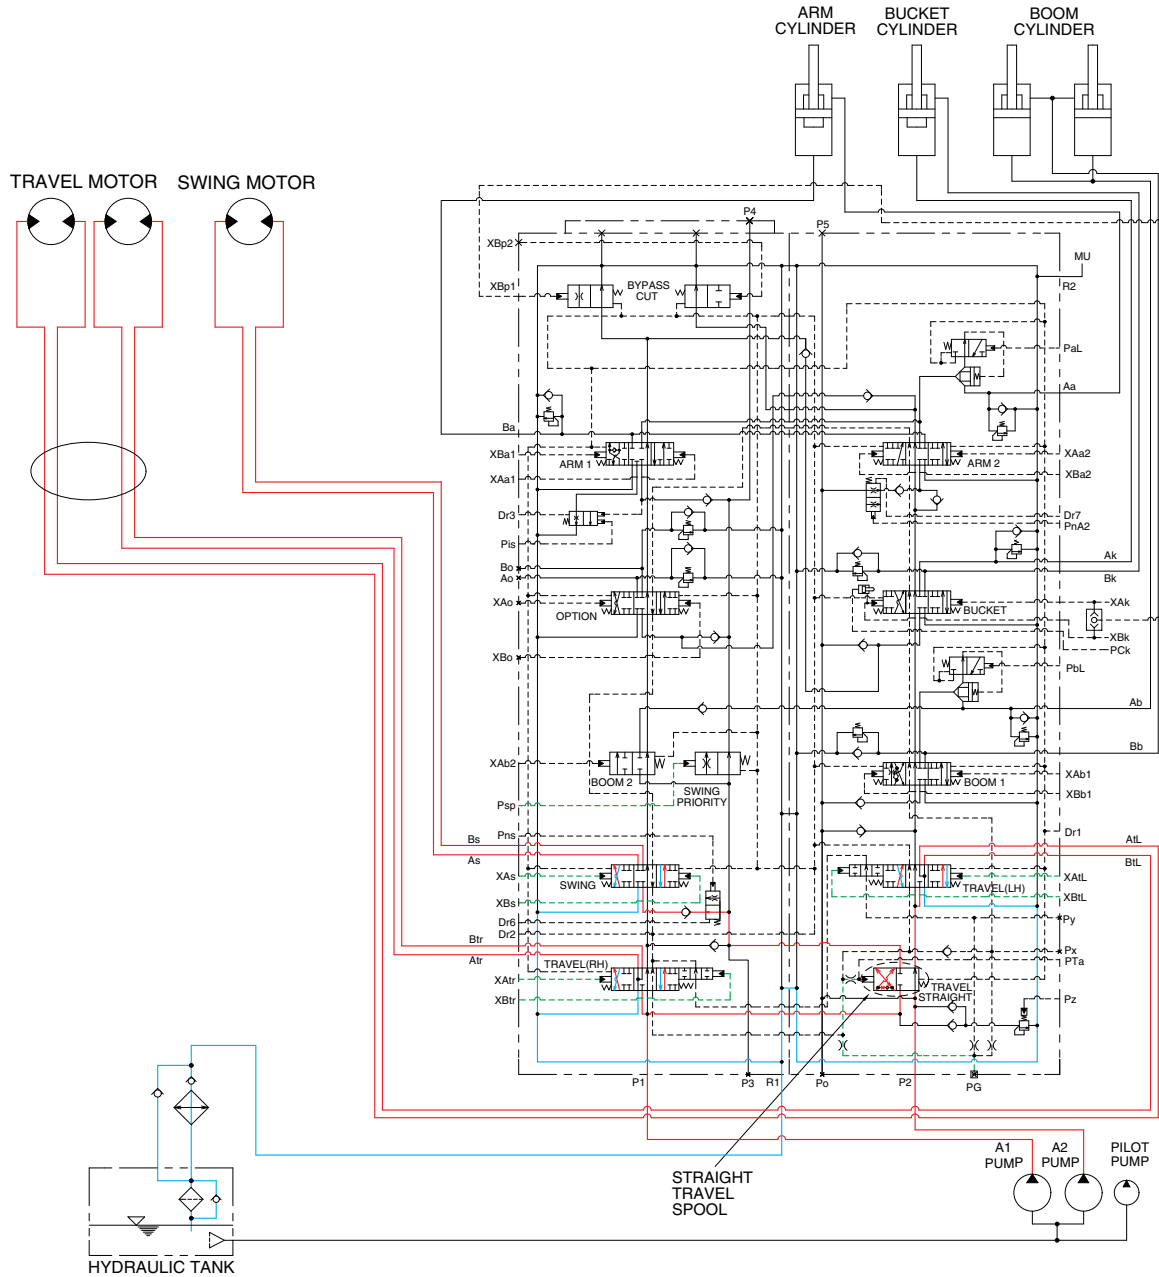 ARM
CYLINDER
BUCKET
CYLINDER
BOOM
CYLINDER
TRAVEL MOTOR
SWING MOTOR
P4
P5
XBp2
MU
R2
XBp1
BYPASS
CUT
PaL
Aa
Ba
XBa1
ARM 1
XAa1
ARM 2
XAa2
XBa2
Dr3
Dr7
PnA2
Pis
Bo
Ao
Ak
Bk
XAo
OPTION
BUCKET
XAk
XBo
XBk
PCk
PbL
Ab
Bb
XAb2
BOOM 2
SWING
PRIORITY
BOOM 1
XAb1
XBb1
Psp
Pns
Dr1
Bs
As
AtL
BtL
XAs
SWING
TRAVEL(LH)
XAtL
XBs
XBtL
Dr6
Dr2
Py
Btr
Atr
Px
PTa
TRAVEL(RH)
XAtr
TRAVEL
STRAIGHT
XBtr
Pz
P1
P3
R1
Po
P2
PG
STRAIGHT
TRAVEL
SPOOL
A1
PUMP
A2
PUMP
PILOT
PUMP
HYDRAULIC TANK